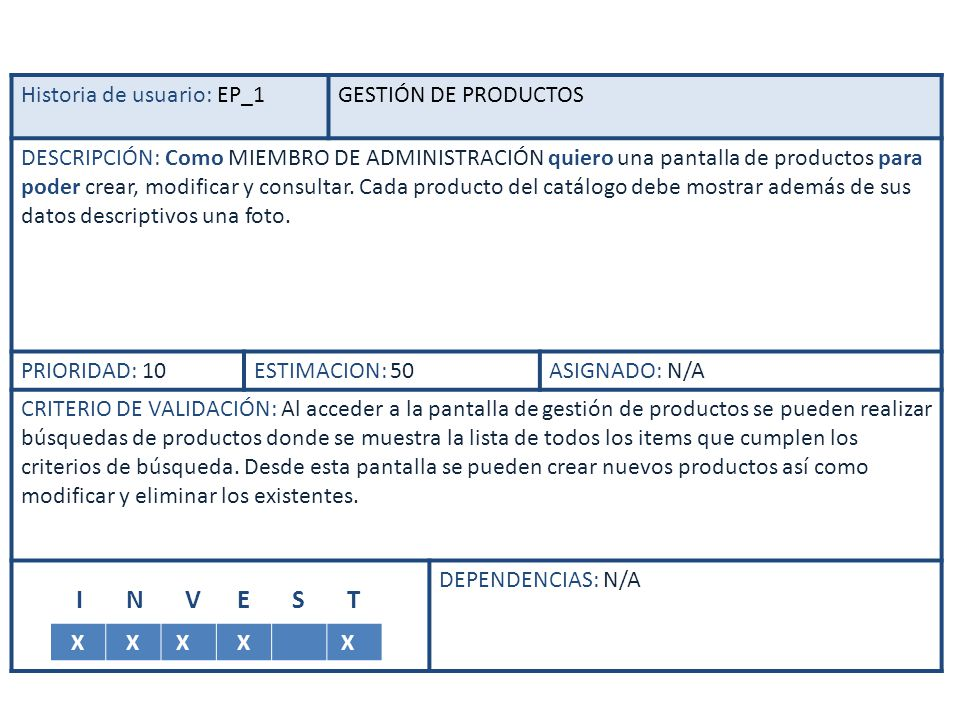 Historia de usuario: EP_1
GESTIÓN DE PRODUCTOS
DESCRIPCIÓN: Como MIEMBRO DE ADMINISTRACIÓN quiero una pantalla de productos para
poder crear, modificar y consultar. Cada producto del catálogo debe mostrar además de sus
datos descriptivos una foto.
PRIORIDAD: 10
ESTIMACION: 50
ASIGNADO: N/A
CRITERIO DE VALIDACIÓN: Al acceder a la pantalla de gestión de productos se pueden realizar
búsquedas de productos donde se muestra la lista de todos los items que cumplen los
criterios de búsqueda. Desde esta pantalla se pueden crear nuevos productos así como
modificar y eliminar los existentes.
I N V E S T
X X X X X
DEPENDENCIAS: N/A